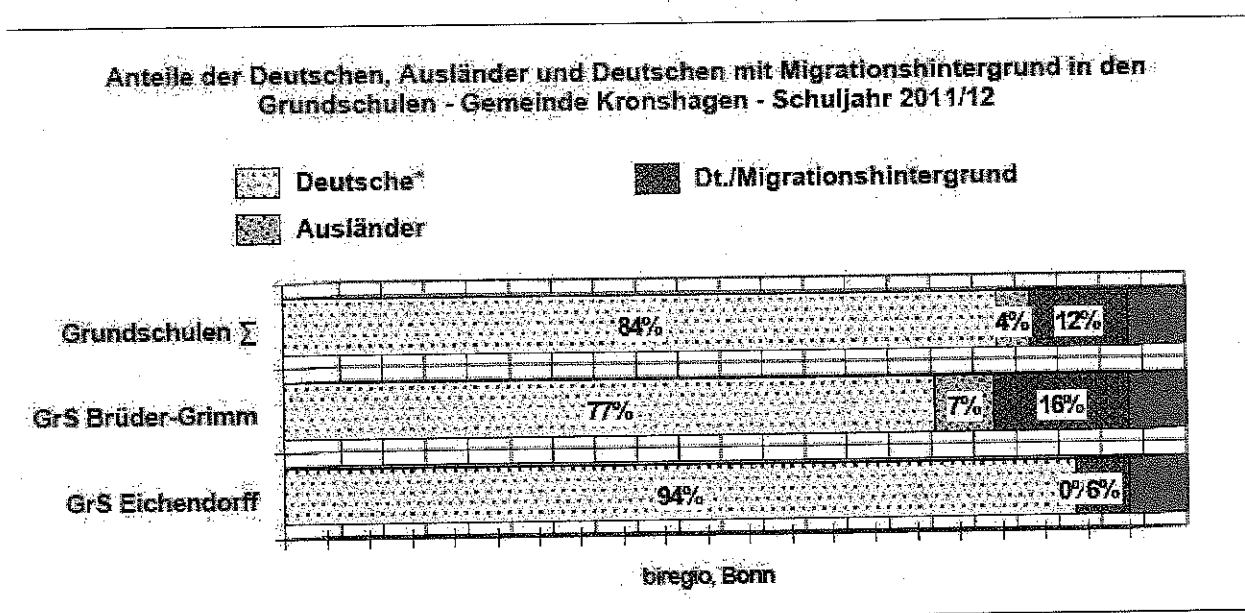 Anteile der Deutschen, Ausländer und Deutschen mit Migrationshintergrund in den
Grundschulen - Gemeinde Kronshagen - Schuljahr 2011/12
Deutsche* Dt./Migrationshintergrund
Ausländer
Grundschulen ∑ 84% 4% 12%
GrS Brüder-Grimm 77% 7% 16%
GrS Eichendorff 94% 0% 6%
biregio, Bonn